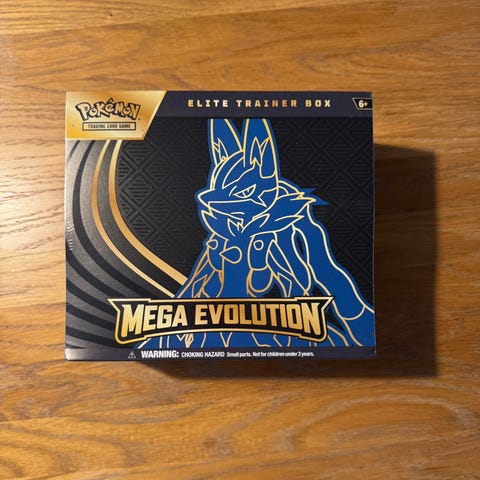 POKéMON
TRADING CARD GAME
ELITE TRAINER BOX
6+
MEGA EVOLUTION
⚠ WARNING: CHOKING HAZARD Small parts. Not for children under 3 years.